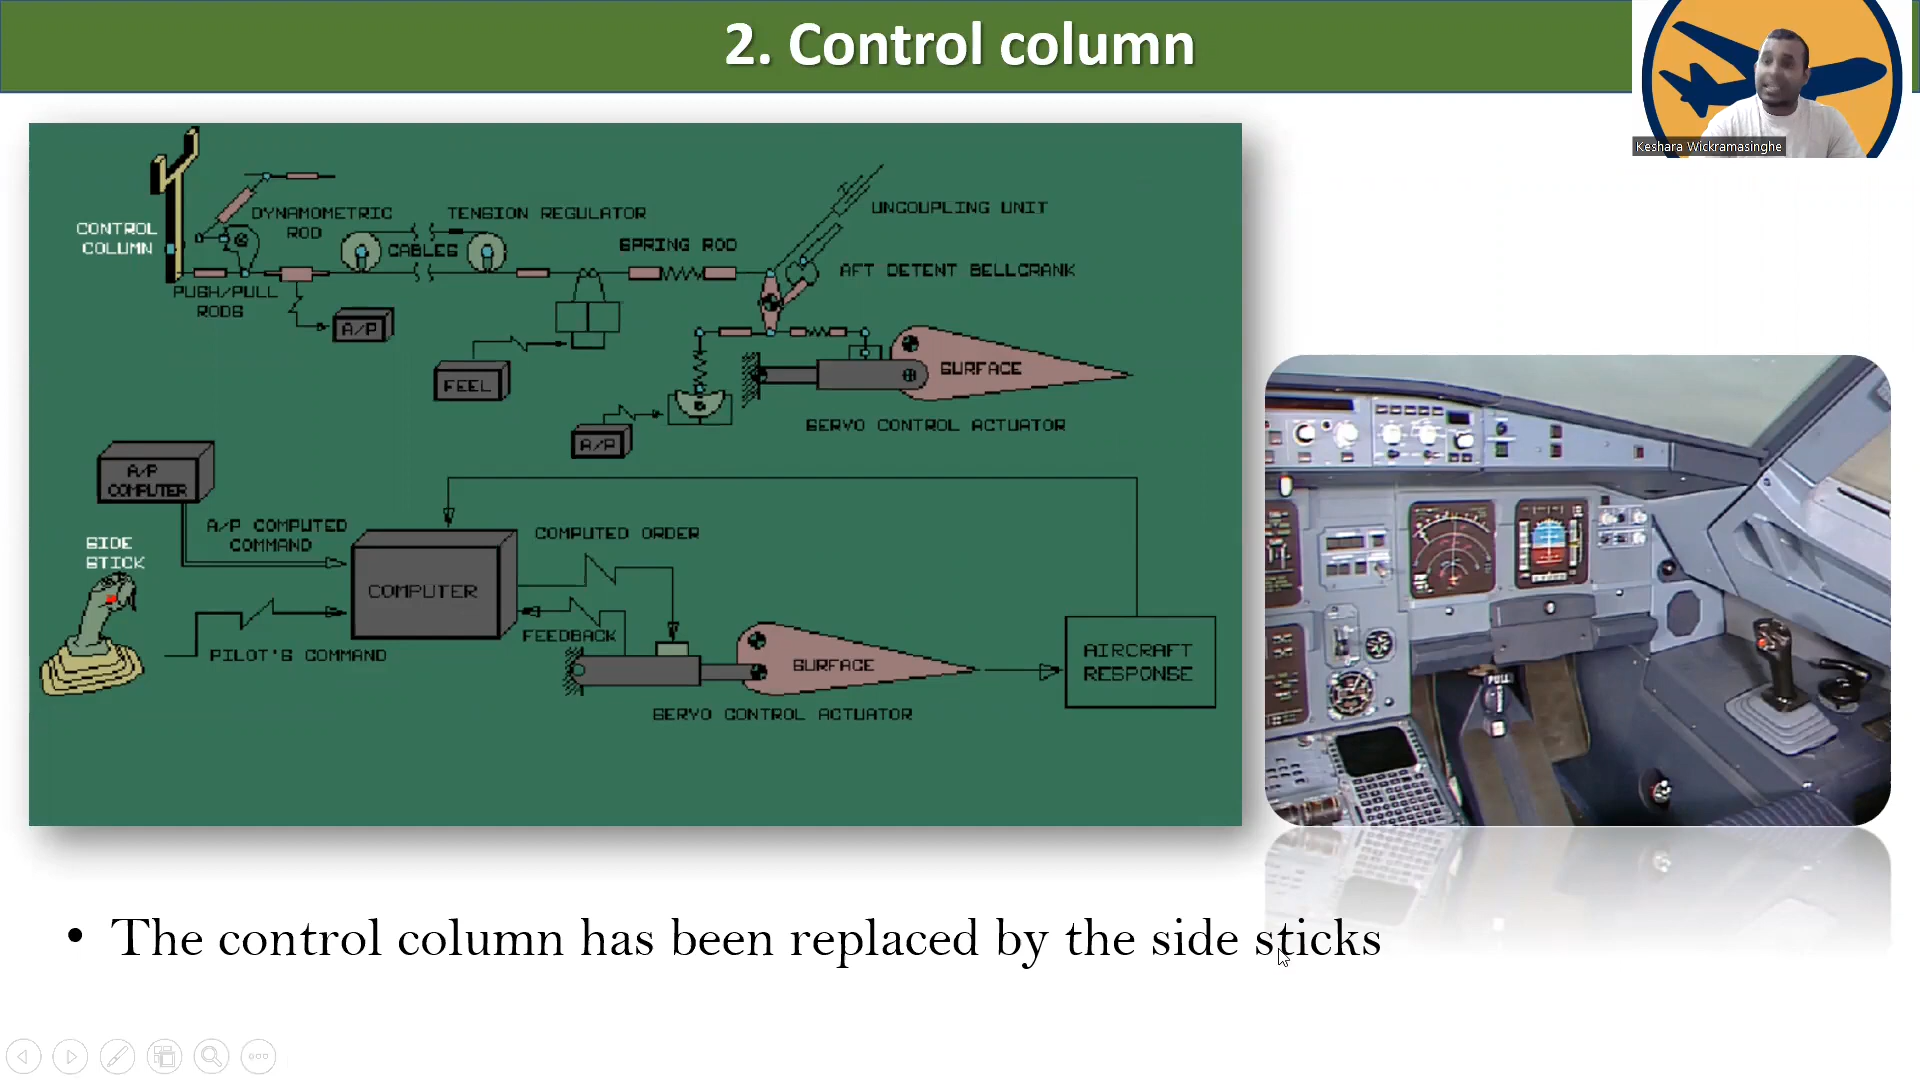 2. Control column
Keshara Wickramasinghe
CONTROL
COLUMN
DYNAMOMETRIC
ROD
TENSION REGULATOR
CABLES
SPRING ROD
UNCOUPLING UNIT
AFT DETENT BELLCRANK
PUSH/PULL
RODS
A/P
FEEL
A/P
SURFACE
SERVO CONTROL ACTUATOR
A/P
COMPUTER
A/P COMPUTED
COMMAND
SIDE
STICK
COMPUTER
COMPUTED ORDER
FEEDBACK
PILOT'S COMMAND
SURFACE
SERVO CONTROL ACTUATOR
AIRCRAFT
RESPONSE
PULL
• The control column has been replaced by the side sticks